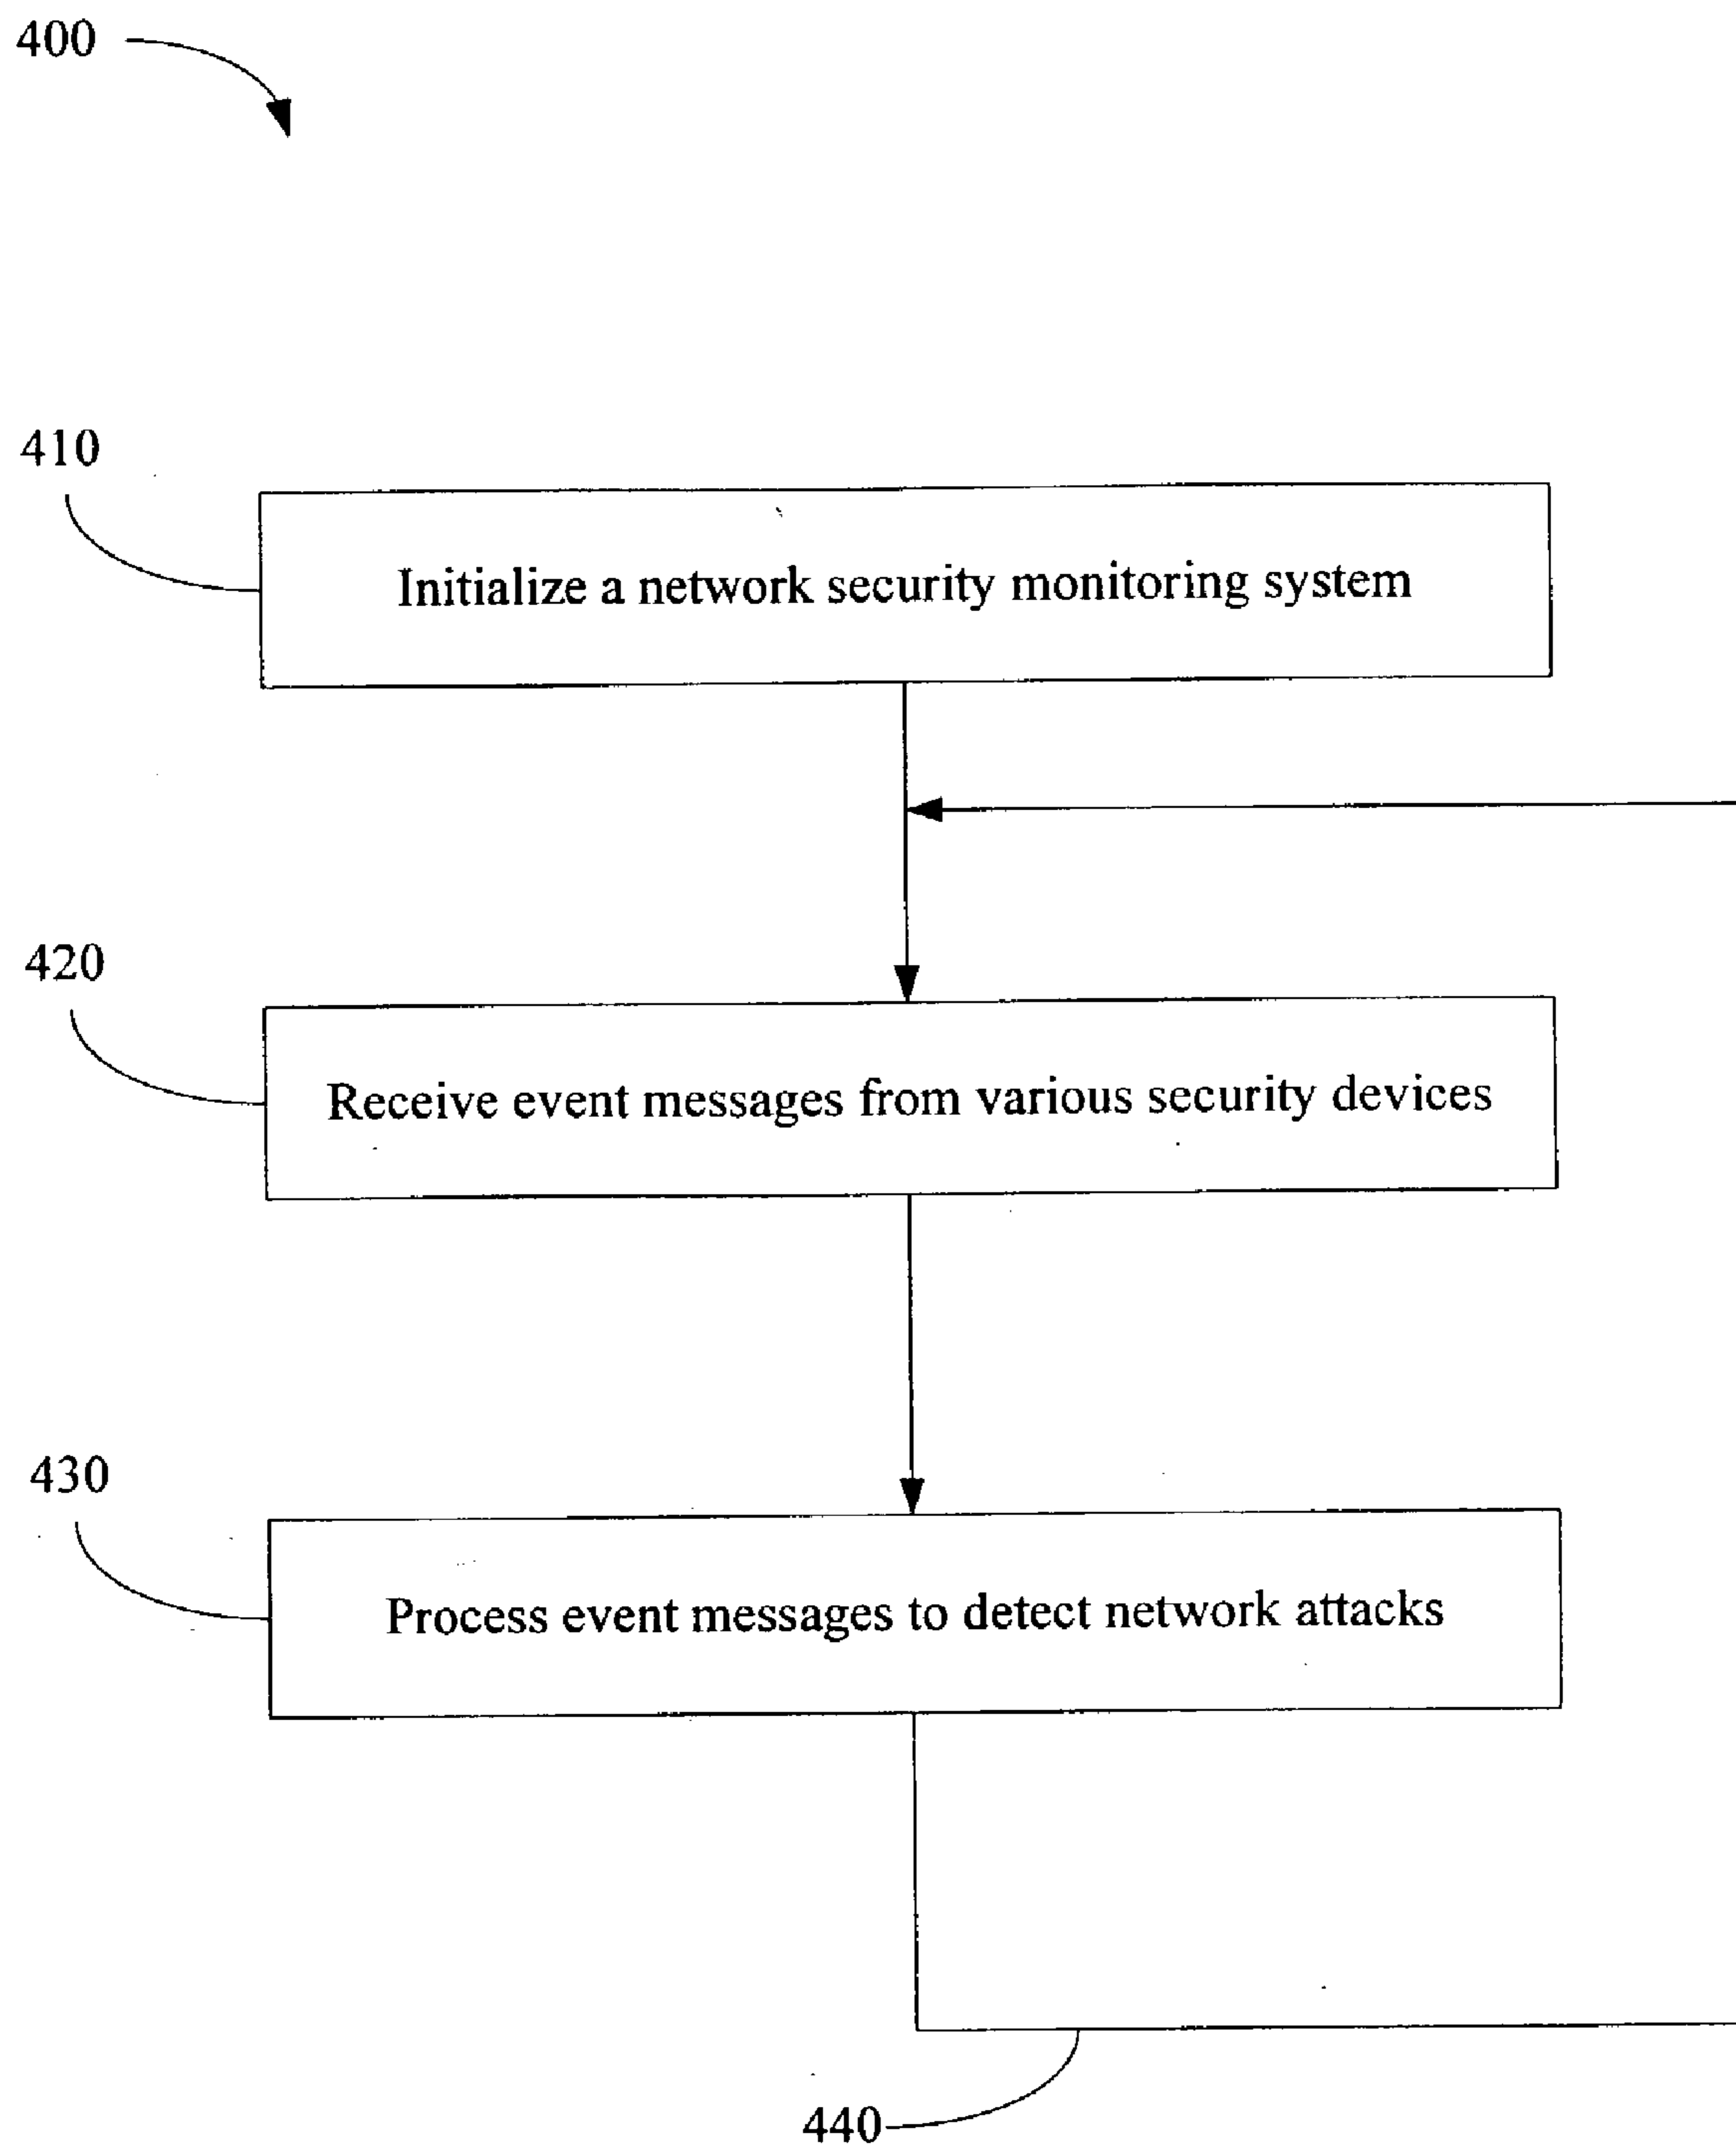 400
410
Initialize a network security monitoring system
420
Receive event messages from various security devices
430
Process event messages to detect network attacks
440